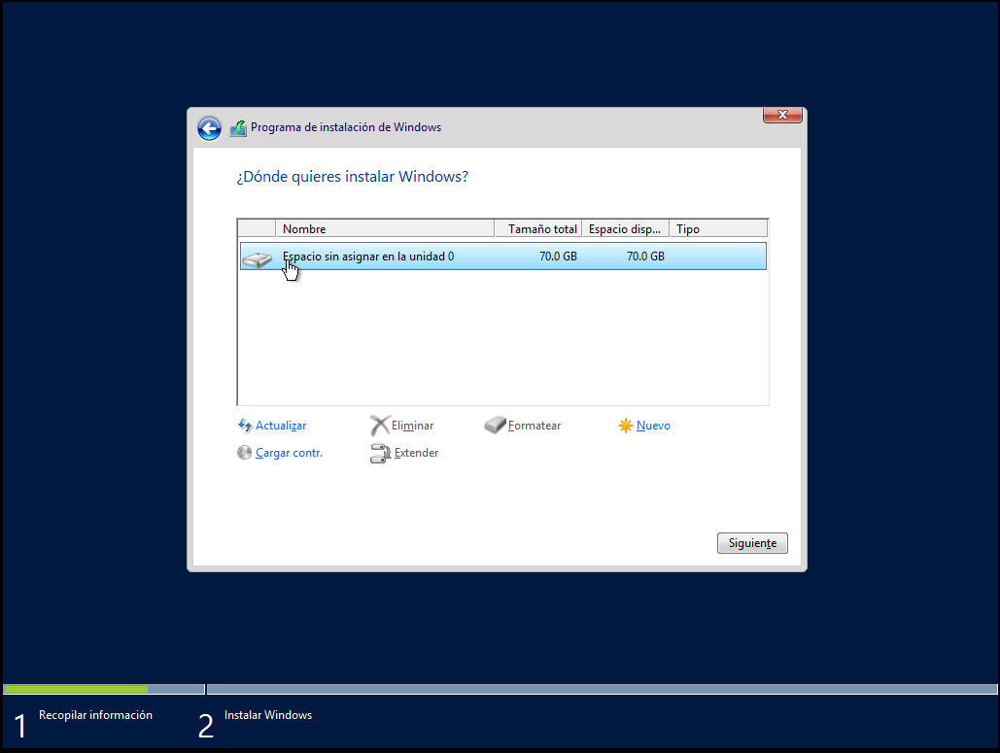 Programa de instalación de Windows
¿Dónde quieres instalar Windows?
Nombre Tamaño total Espacio disp... Tipo
Espacio sin asignar en la unidad 0 70.0 GB 70.0 GB
Actualizar Eliminar Formatear Nuevo
Cargar contr. Extender
Siguiente
1 Recopilar información 2 Instalar Windows